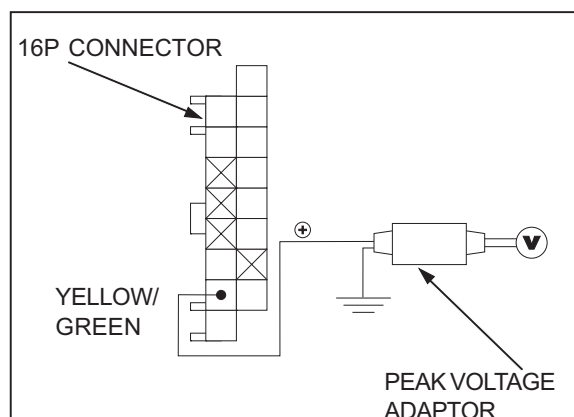 16P CONNECTOR
+
V
YELLOW/
GREEN
PEAK VOLTAGE
ADAPTOR